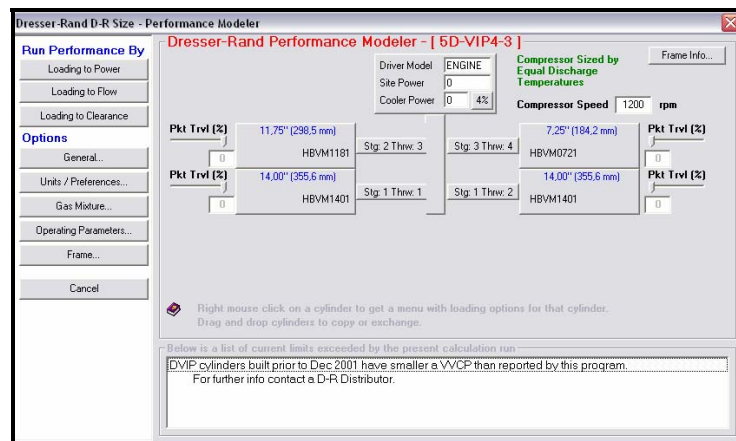 Dresser-Rand D-R Size - Performance Modeler
Run Performance By
Loading to Power
Loading to Flow
Loading to Clearance
Options
General...
Units / Preferences...
Gas Mixture...
Operating Parameters...
Frame...
Cancel
Dresser-Rand Performance Modeler - [ 5D-VIP4-3 ]
Driver Model ENGINE
Site Power 0
Cooler Power 0 4%
Compressor Sized by
Equal Discharge
Temperatures
Frame Info...
Compressor Speed 1200 rpm
Pkt Trvl (%)
0
11,75" (298,5 mm)
HBVM1181
Stg: 2 Thrw: 3
Stg: 3 Thrw: 4
7,25" (184,2 mm)
HBVM0721
Pkt Trvl (%)
0
Pkt Trvl (%)
0
14,00" (355,6 mm)
HBVM1401
Stg: 1 Thrw: 1
Stg: 1 Thrw: 2
14,00" (355,6 mm)
HBVM1401
Pkt Trvl (%)
0
Right mouse click on a cylinder to get a menu with loading options for that cylinder.
Drag and drop cylinders to copy or exchange.
Below is a list of current limits exceeded by the present calculation run
DVIP cylinders built prior to Dec 2001 have smaller a VVCP than reported by this program.
For further info contact a D-R Distributor.